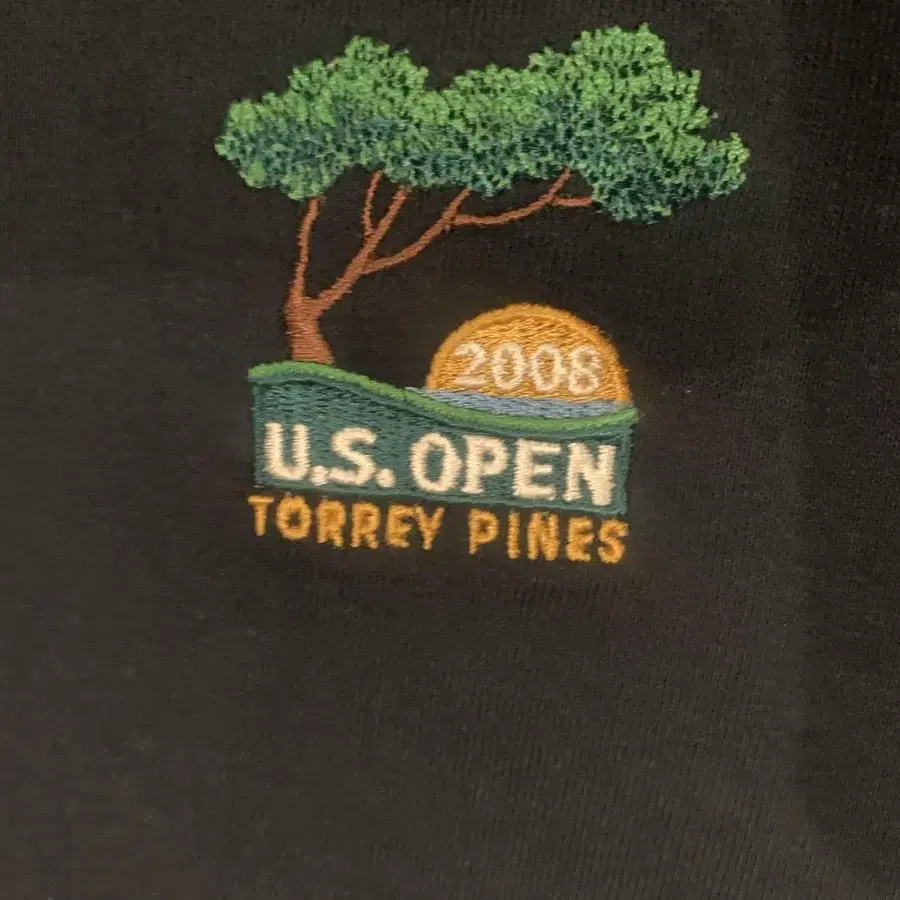 2008
U.S. OPEN
TORREY PINES